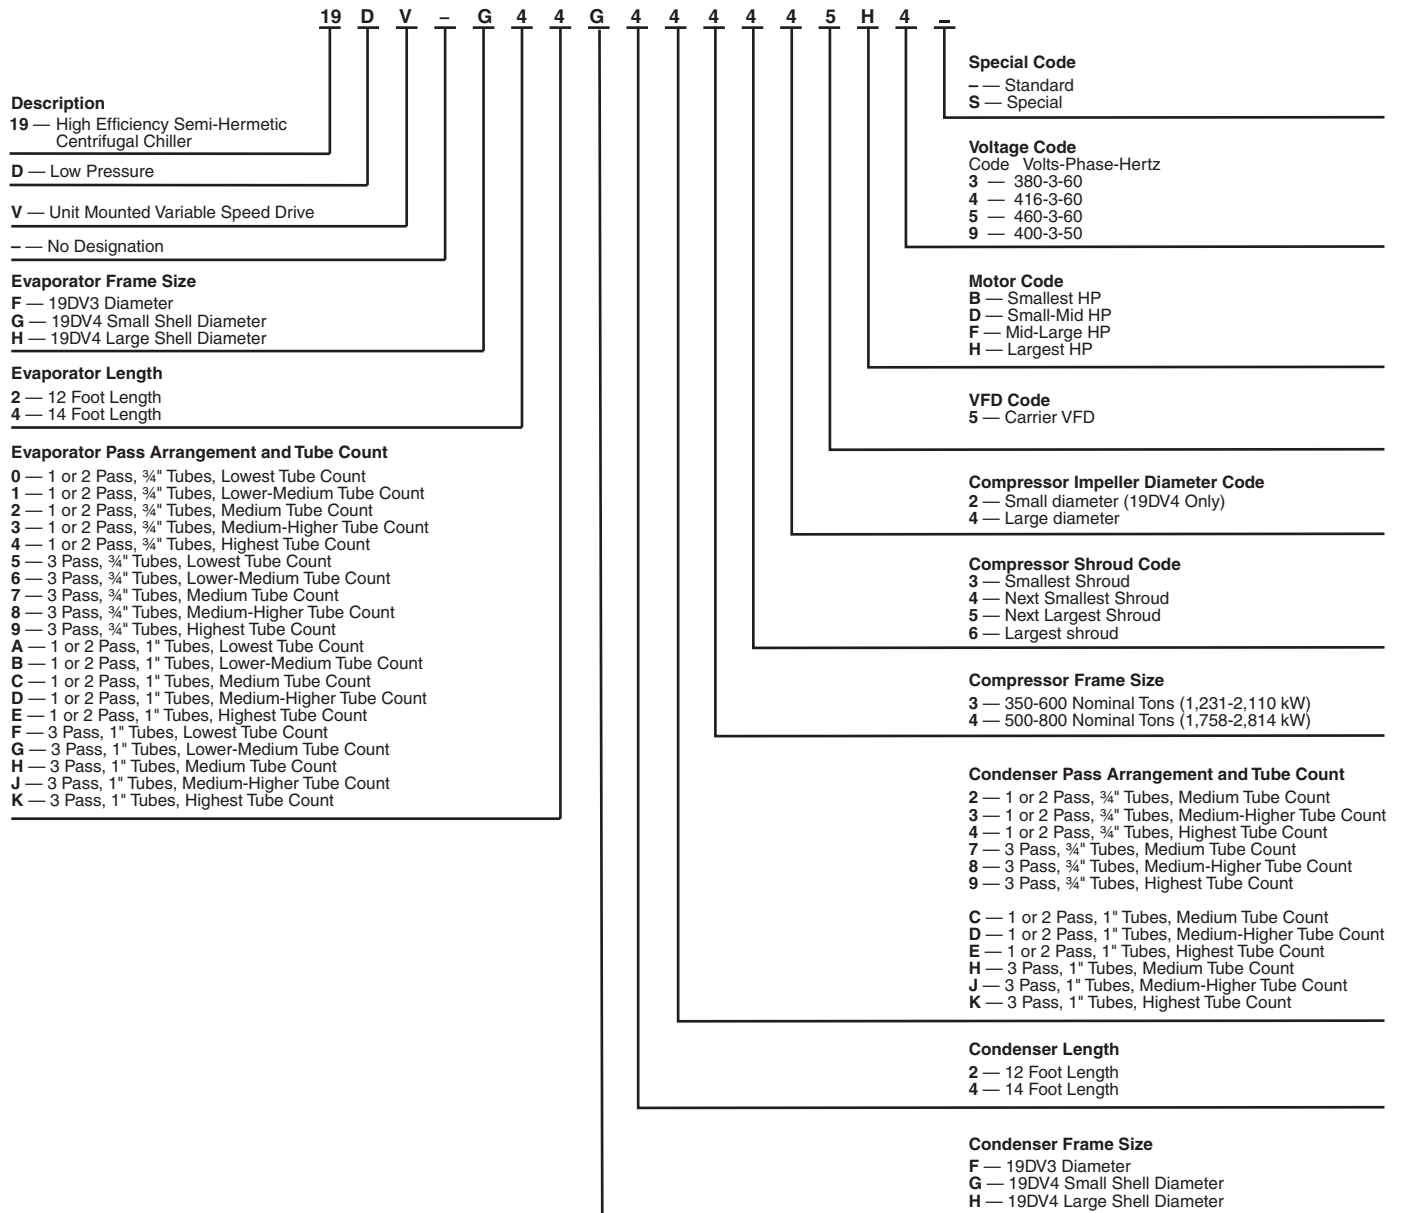 19 D V – G 4 4 G 4 4 4 4 4 5 H 4 –
Description
19 — High Efficiency Semi-Hermetic
Centrifugal Chiller
D — Low Pressure
V — Unit Mounted Variable Speed Drive
– — No Designation
Evaporator Frame Size
F — 19DV3 Diameter
G — 19DV4 Small Shell Diameter
H — 19DV4 Large Shell Diameter
Evaporator Length
2 — 12 Foot Length
4 — 14 Foot Length
Evaporator Pass Arrangement and Tube Count
0 — 1 or 2 Pass, ¾" Tubes, Lowest Tube Count
1 — 1 or 2 Pass, ¾" Tubes, Lower-Medium Tube Count
2 — 1 or 2 Pass, ¾" Tubes, Medium Tube Count
3 — 1 or 2 Pass, ¾" Tubes, Medium-Higher Tube Count
4 — 1 or 2 Pass, ¾" Tubes, Highest Tube Count
5 — 3 Pass, ¾" Tubes, Lowest Tube Count
6 — 3 Pass, ¾" Tubes, Lower-Medium Tube Count
7 — 3 Pass, ¾" Tubes, Medium Tube Count
8 — 3 Pass, ¾" Tubes, Medium-Higher Tube Count
9 — 3 Pass, ¾" Tubes, Highest Tube Count
A — 1 or 2 Pass, 1" Tubes, Lowest Tube Count
B — 1 or 2 Pass, 1" Tubes, Lower-Medium Tube Count
C — 1 or 2 Pass, 1" Tubes, Medium Tube Count
D — 1 or 2 Pass, 1" Tubes, Medium-Higher Tube Count
E — 1 or 2 Pass, 1" Tubes, Highest Tube Count
F — 3 Pass, 1" Tubes, Lowest Tube Count
G — 3 Pass, 1" Tubes, Lower-Medium Tube Count
H — 3 Pass, 1" Tubes, Medium Tube Count
J — 3 Pass, 1" Tubes, Medium-Higher Tube Count
K — 3 Pass, 1" Tubes, Highest Tube Count
Special Code
– — Standard
S — Special
Voltage Code
Code Volts-Phase-Hertz
3 — 380-3-60
4 — 416-3-60
5 — 460-3-60
9 — 400-3-50
Motor Code
B — Smallest HP
D — Small-Mid HP
F — Mid-Large HP
H — Largest HP
VFD Code
5 — Carrier VFD
Compressor Impeller Diameter Code
2 — Small diameter (19DV4 Only)
4 — Large diameter
Compressor Shroud Code
3 — Smallest Shroud
4 — Next Smallest Shroud
5 — Next Largest Shroud
6 — Largest shroud
Compressor Frame Size
3 — 350-600 Nominal Tons (1,231-2,110 kW)
4 — 500-800 Nominal Tons (1,758-2,814 kW)
Condenser Pass Arrangement and Tube Count
2 — 1 or 2 Pass, ¾" Tubes, Medium Tube Count
3 — 1 or 2 Pass, ¾" Tubes, Medium-Higher Tube Count
4 — 1 or 2 Pass, ¾" Tubes, Highest Tube Count
7 — 3 Pass, ¾" Tubes, Medium Tube Count
8 — 3 Pass, ¾" Tubes, Medium-Higher Tube Count
9 — 3 Pass, ¾" Tubes, Highest Tube Count
C — 1 or 2 Pass, 1" Tubes, Medium Tube Count
D — 1 or 2 Pass, 1" Tubes, Medium-Higher Tube Count
E — 1 or 2 Pass, 1" Tubes, Highest Tube Count
H — 3 Pass, 1" Tubes, Medium Tube Count
J — 3 Pass, 1" Tubes, Medium-Higher Tube Count
K — 3 Pass, 1" Tubes, Highest Tube Count
Condenser Length
2 — 12 Foot Length
4 — 14 Foot Length
Condenser Frame Size
F — 19DV3 Diameter
G — 19DV4 Small Shell Diameter
H — 19DV4 Large Shell Diameter